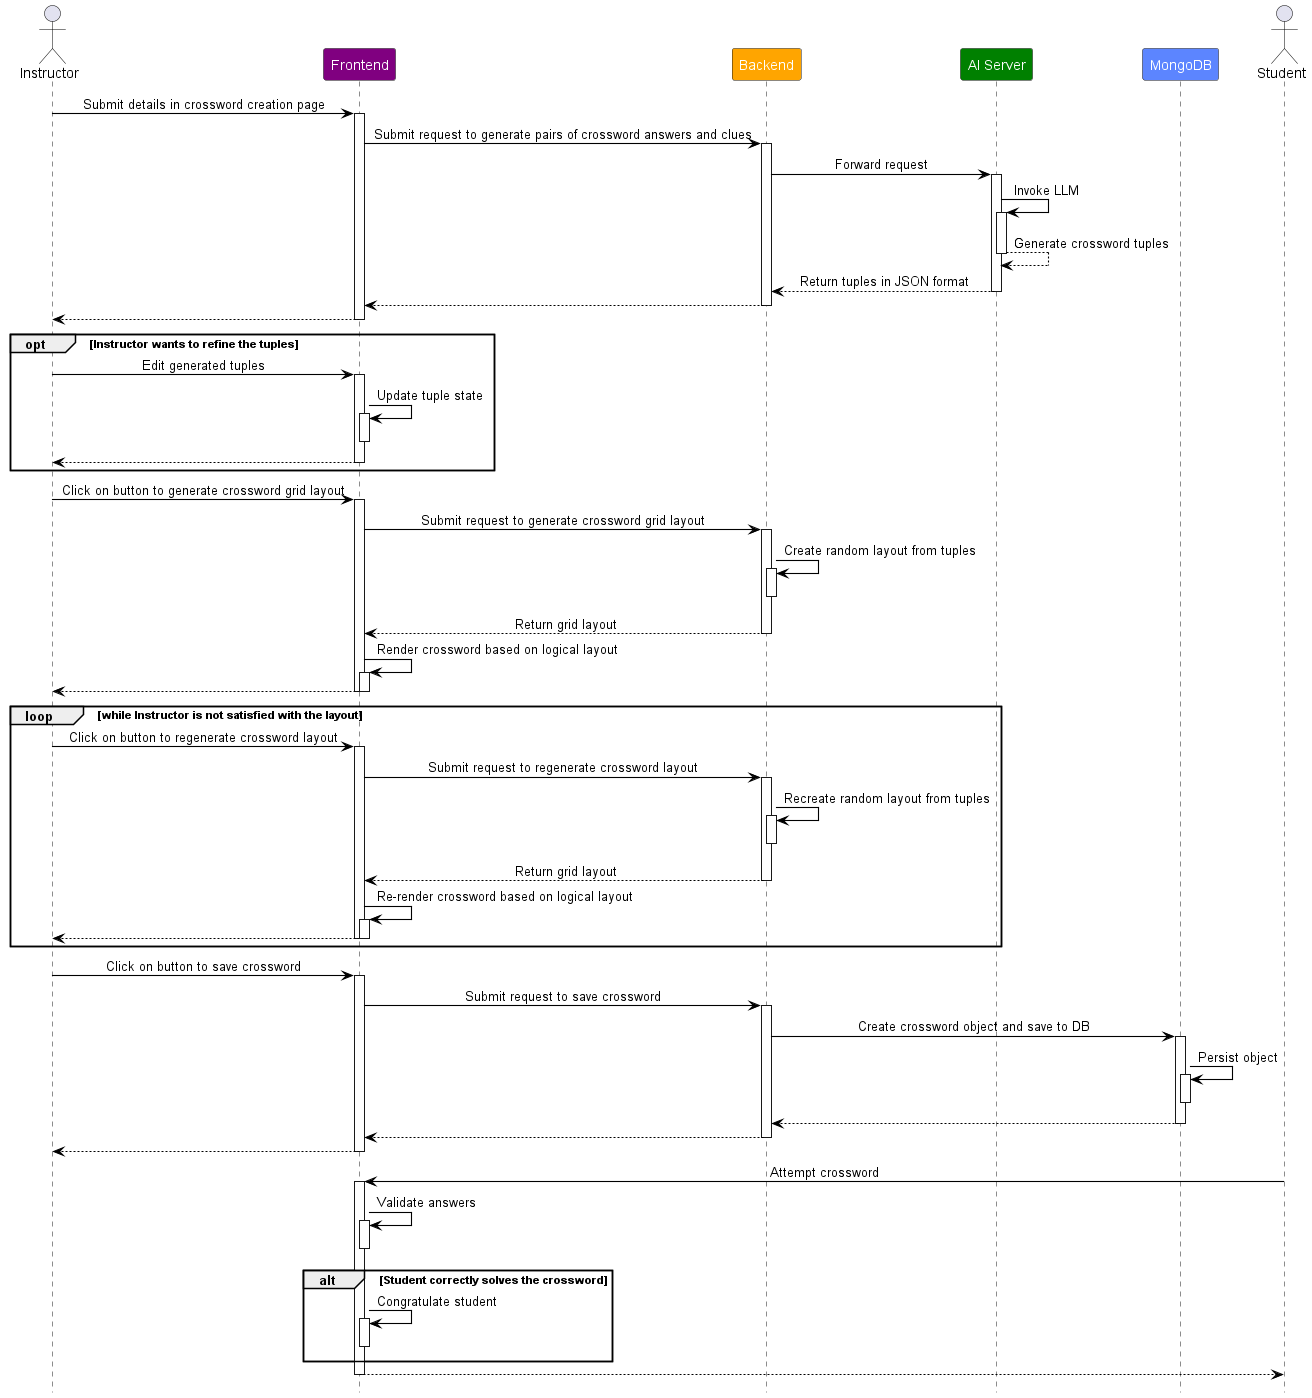 Instructor
Frontend
Backend
AI Server
MongoDB
Student
Submit details in crossword creation page
Submit request to generate pairs of crossword answers and clues
Forward request
Invoke LLM
Generate crossword tuples
Return tuples in JSON format
opt
[Instructor wants to refine the tuples]
Edit generated tuples
Update tuple state
Click on button to generate crossword grid layout
Submit request to generate crossword grid layout
Create random layout from tuples
Return grid layout
Render crossword based on logical layout
loop
[while Instructor is not satisfied with the layout]
Click on button to regenerate crossword layout
Submit request to regenerate crossword layout
Recreate random layout from tuples
Return grid layout
Re-render crossword based on logical layout
Click on button to save crossword
Submit request to save crossword
Create crossword object and save to DB
Persist object
Attempt crossword
Validate answers
alt
[Student correctly solves the crossword]
Congratulate student